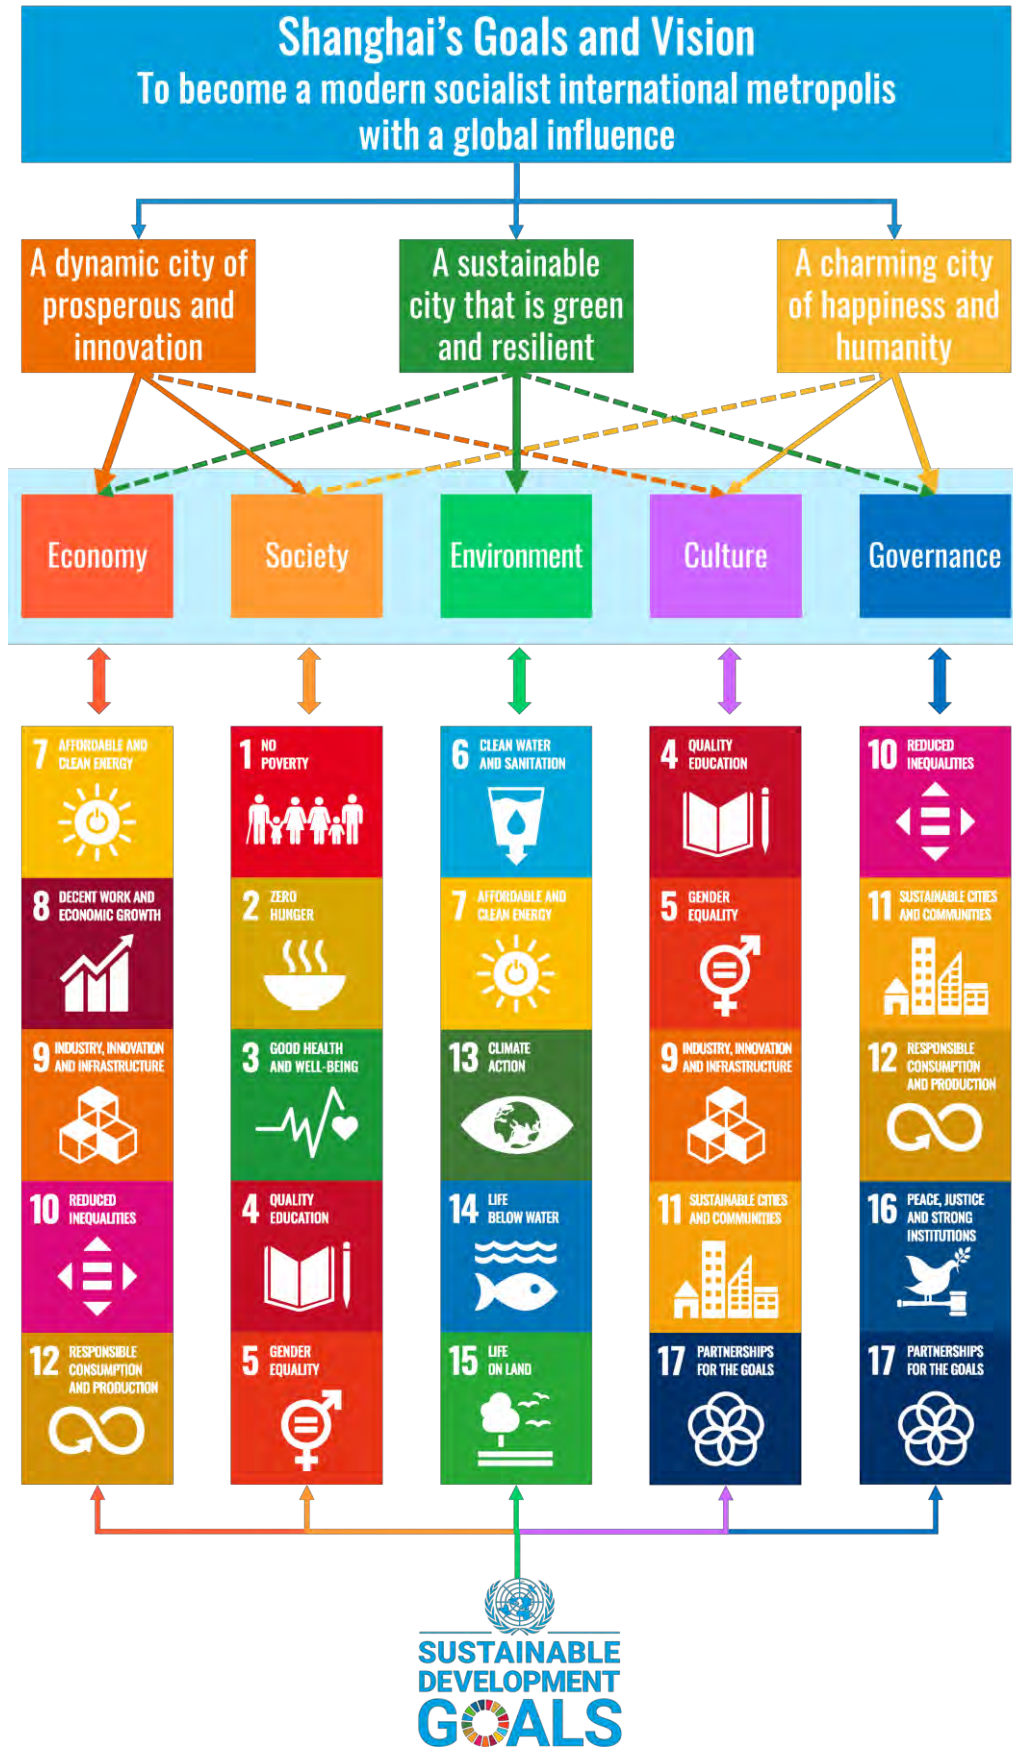 Shanghai's Goals and Vision
To become a modern socialist international metropolis
with a global influence
A dynamic city of
prosperous and
innovation
A sustainable
city that is green
and resilient
A charming city
of happiness and
humanity
Economy
Society
Environment
Culture
Governance
7 AFFORDABLE AND
CLEAN ENERGY
8 DECENT WORK AND
ECONOMIC GROWTH
9 INDUSTRY, INNOVATION
AND INFRASTRUCTURE
10 REDUCED
INEQUALITIES
12 RESPONSIBLE
CONSUMPTION
AND PRODUCTION
1 NO
POVERTY
2 ZERO
HUNGER
3 GOOD HEALTH
AND WELL-BEING
4 QUALITY
EDUCATION
5 GENDER
EQUALITY
6 CLEAN WATER
AND SANITATION
7 AFFORDABLE AND
CLEAN ENERGY
13 CLIMATE
ACTION
14 LIFE
BELOW WATER
15 LIFE
ON LAND
4 QUALITY
EDUCATION
5 GENDER
EQUALITY
9 INDUSTRY, INNOVATION
AND INFRASTRUCTURE
11 SUSTAINABLE CITIES
AND COMMUNITIES
17 PARTNERSHIPS
FOR THE GOALS
10 REDUCED
INEQUALITIES
11 SUSTAINABLE CITIES
AND COMMUNITIES
12 RESPONSIBLE
CONSUMPTION
AND PRODUCTION
16 PEACE, JUSTICE
AND STRONG
INSTITUTIONS
17 PARTNERSHIPS
FOR THE GOALS
SUSTAINABLE
DEVELOPMENT
GOALS